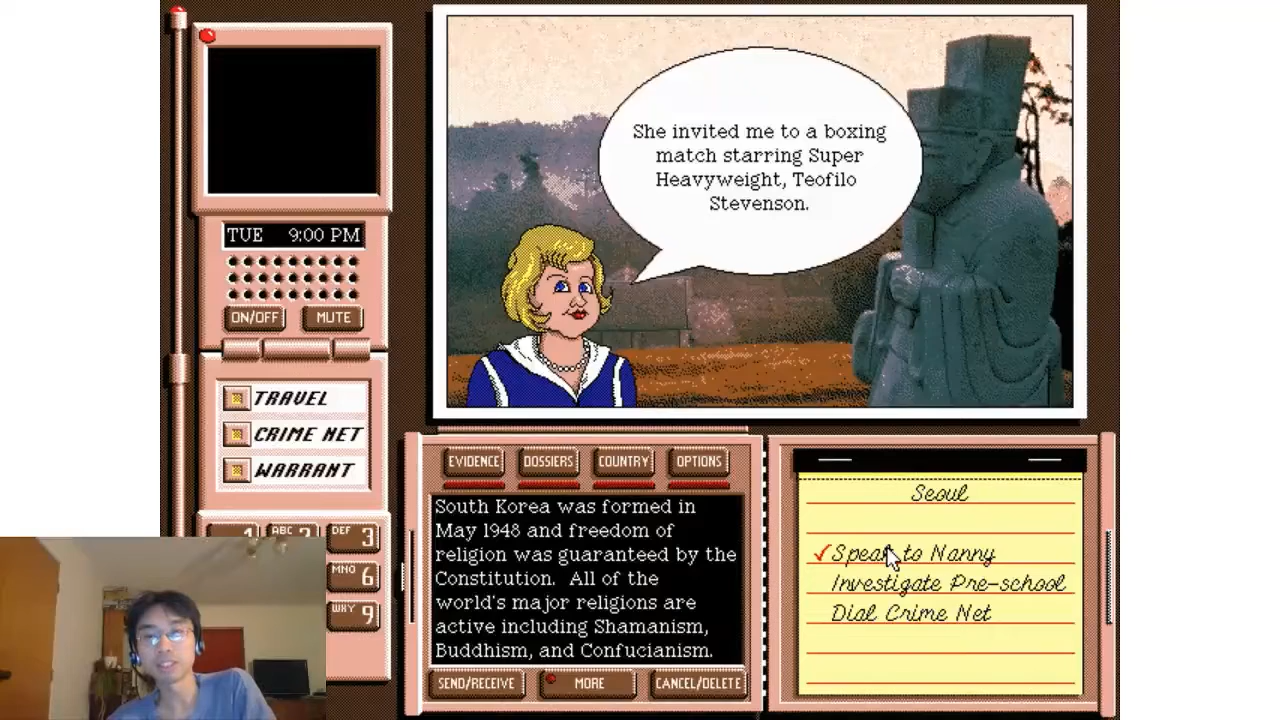 She invited me to a boxing
match starring Super
Heavyweight, Teofilo
Stevenson.
TUE 9:00 PM
ON/OFF MUTE
TRAVEL
CRIME NET
WARRANT
ABC DEF 3
MNO 6
WXY 9
EVIDENCE DOSSIERS COUNTRY OPTIONS
South Korea was formed in
May 1948 and freedom of
religion was guaranteed by the
Constitution. All of the
world's major religions are
active including Shamanism,
Buddhism, and Confucianism.
SEND/RECEIVE MORE CANCEL/DELETE
Seoul
Speak to Nanny
Investigate Pre-school
Dial Crime Net